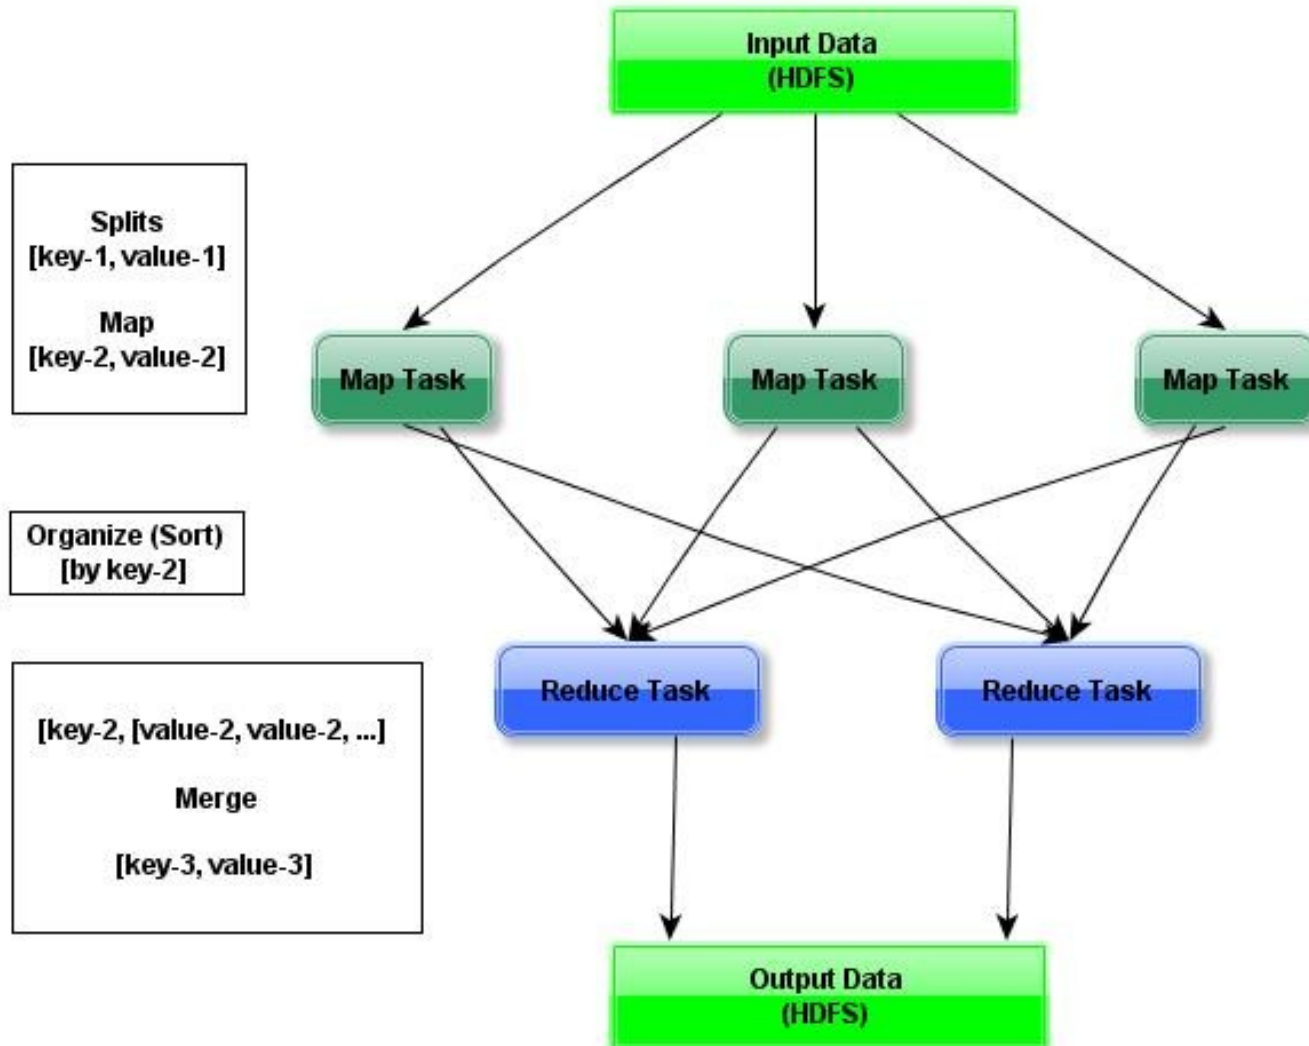 Input Data
(HDFS)
Splits
[key-1, value-1]
Map
[key-2, value-2]
Map Task
Map Task
Map Task
Organize (Sort)
[by key-2]
Reduce Task
Reduce Task
[key-2, [value-2, value-2, ...]
Merge
[key-3, value-3]
Output Data
(HDFS)